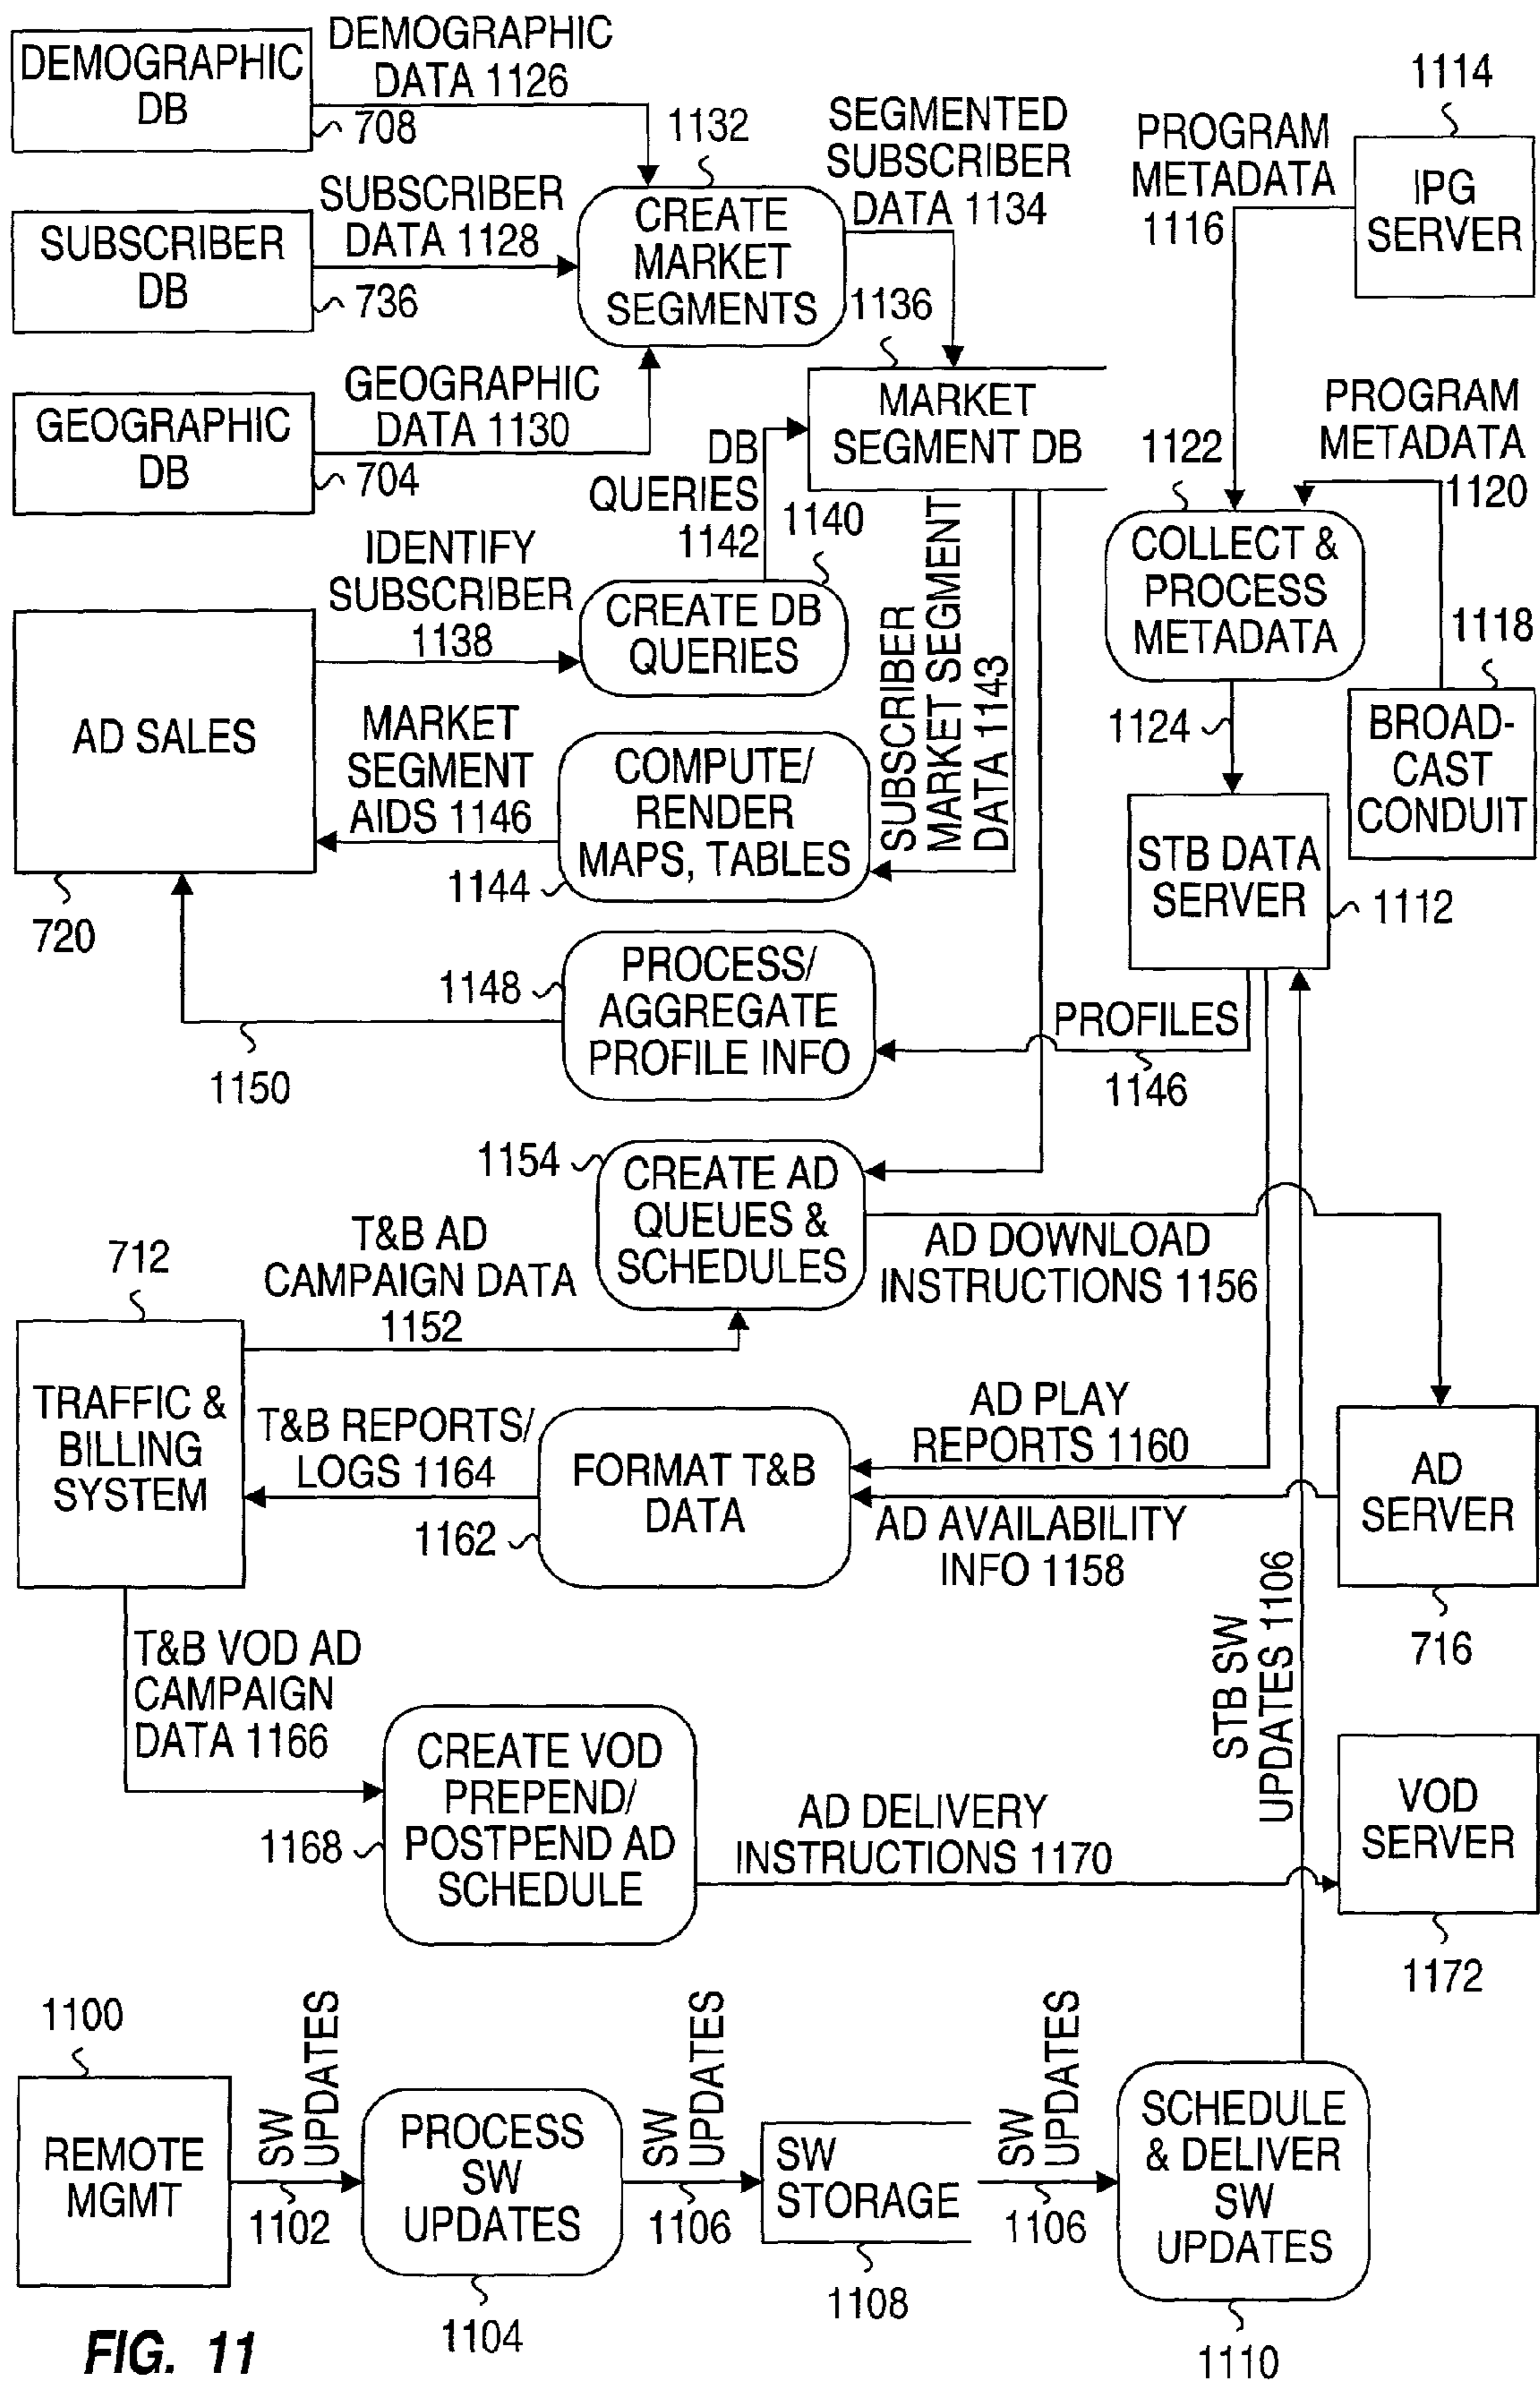 DEMOGRAPHIC
DB
DEMOGRAPHIC
DATA 1126
708
1132
SEGMENTED
SUBSCRIBER
DATA 1134
PROGRAM
METADATA
1116
1114
IPG
SERVER
SUBSCRIBER
DB
SUBSCRIBER
DATA 1128
736
CREATE
MARKET
SEGMENTS
1136
GEOGRAPHIC
DB
GEOGRAPHIC
DATA 1130
704
DB
QUERIES
1142
MARKET
SEGMENT DB
1122
PROGRAM
METADATA
1120
COLLECT &
PROCESS
METADATA
1118
BROAD-
CAST
CONDUIT
IDENTIFY
SUBSCRIBER
1138
1140
CREATE DB
QUERIES
SUBSCRIBER
MARKET SEGMENT
DATA 1143
1124
AD SALES
720
MARKET
SEGMENT
AIDS 1146
COMPUTE/
RENDER
MAPS, TABLES
1144
STB DATA
SERVER
1112
1148
PROCESS/
AGGREGATE
PROFILE INFO
PROFILES
1146
1150
1154
CREATE AD
QUEUES &
SCHEDULES
712
T&B AD
CAMPAIGN DATA
1152
AD DOWNLOAD
INSTRUCTIONS 1156
TRAFFIC &
BILLING
SYSTEM
T&B REPORTS/
LOGS 1164
FORMAT T&B
DATA
1162
AD PLAY
REPORTS 1160
AD AVAILABILITY
INFO 1158
AD
SERVER
716
STB SW
UPDATES 1106
T&B VOD AD
CAMPAIGN
DATA 1166
CREATE VOD
PREPEND/
POSTPEND AD
SCHEDULE
1168
AD DELIVERY
INSTRUCTIONS 1170
VOD
SERVER
1172
1100
REMOTE
MGMT
SW
UPDATES
1102
PROCESS
SW
UPDATES
1104
SW
UPDATES
1106
SW
STORAGE
1108
SW
UPDATES
1106
SCHEDULE
& DELIVER
SW
UPDATES
1110
FIG. 11